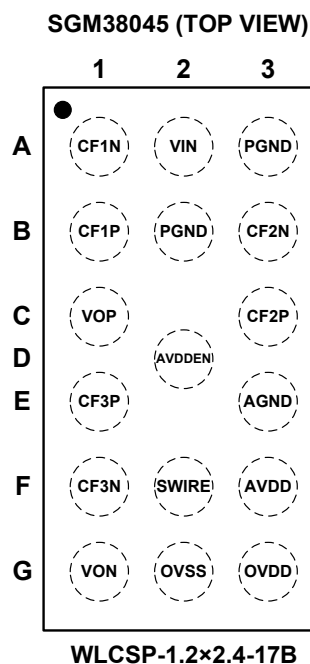 SGM38045 (TOP VIEW)
1 2 3
A CF1N VIN PGND
B CF1P PGND CF2N
C VOP CF2P
D AVDDEN
E CF3P AGND
F CF3N SWIRE AVDD
G VON OVSS OVDD
WLCSP-1.2×2.4-17B